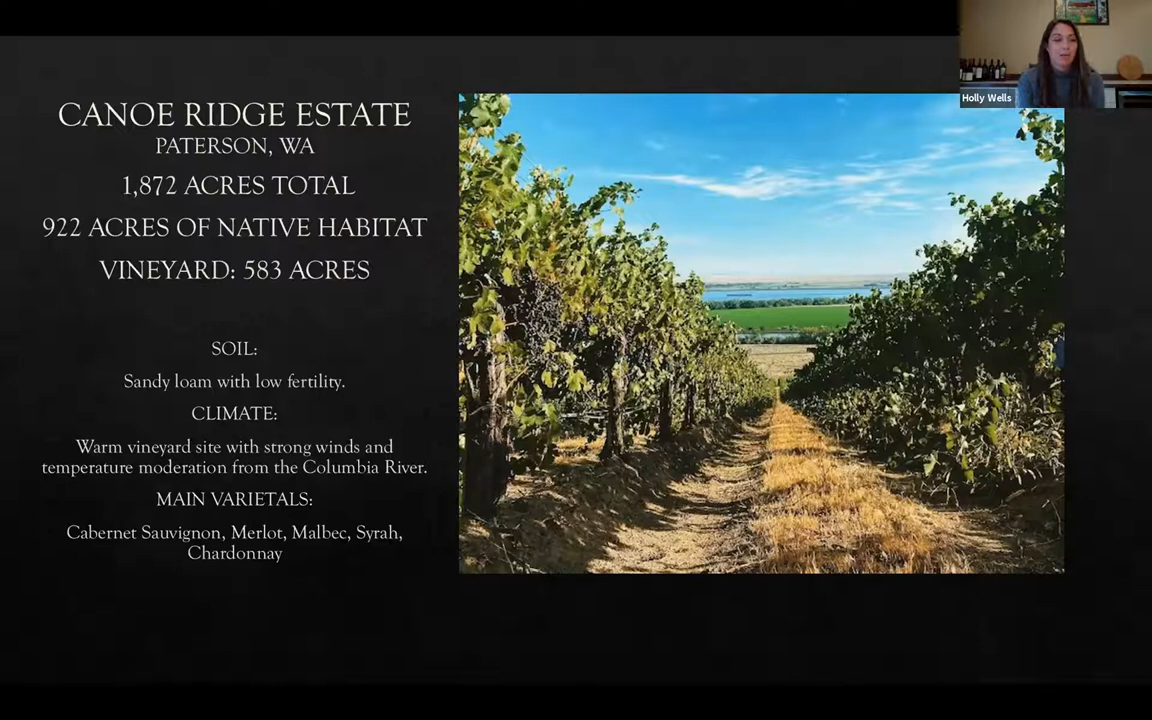 CANOE RIDGE ESTATE
PATERSON, WA
1,872 ACRES TOTAL
922 ACRES OF NATIVE HABITAT
VINEYARD: 583 ACRES
SOIL:
Sandy loam with low fertility.
CLIMATE:
Warm vineyard site with strong winds and
temperature moderation from the Columbia River.
MAIN VARIETALS:
Cabernet Sauvignon, Merlot, Malbec, Syrah,
Chardonnay
Holly Wells